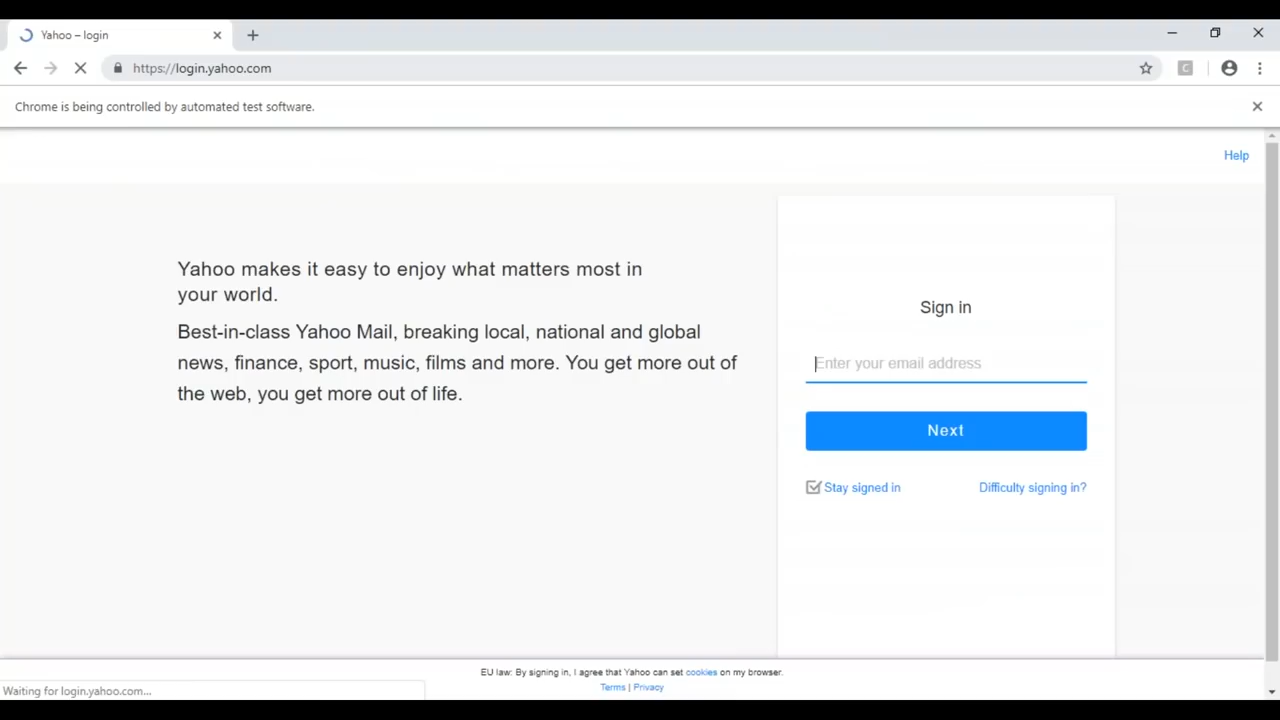 Yahoo – login
https://login.yahoo.com
C
Chrome is being controlled by automated test software.
Help
Yahoo makes it easy to enjoy what matters most in
your world.
Best-in-class Yahoo Mail, breaking local, national and global
news, finance, sport, music, films and more. You get more out of
the web, you get more out of life.
Sign in
Enter your email address
Next
Stay signed in
Difficulty signing in?
EU law: By signing in, I agree that Yahoo can set cookies on my browser.
Terms | Privacy
Waiting for login.yahoo.com...